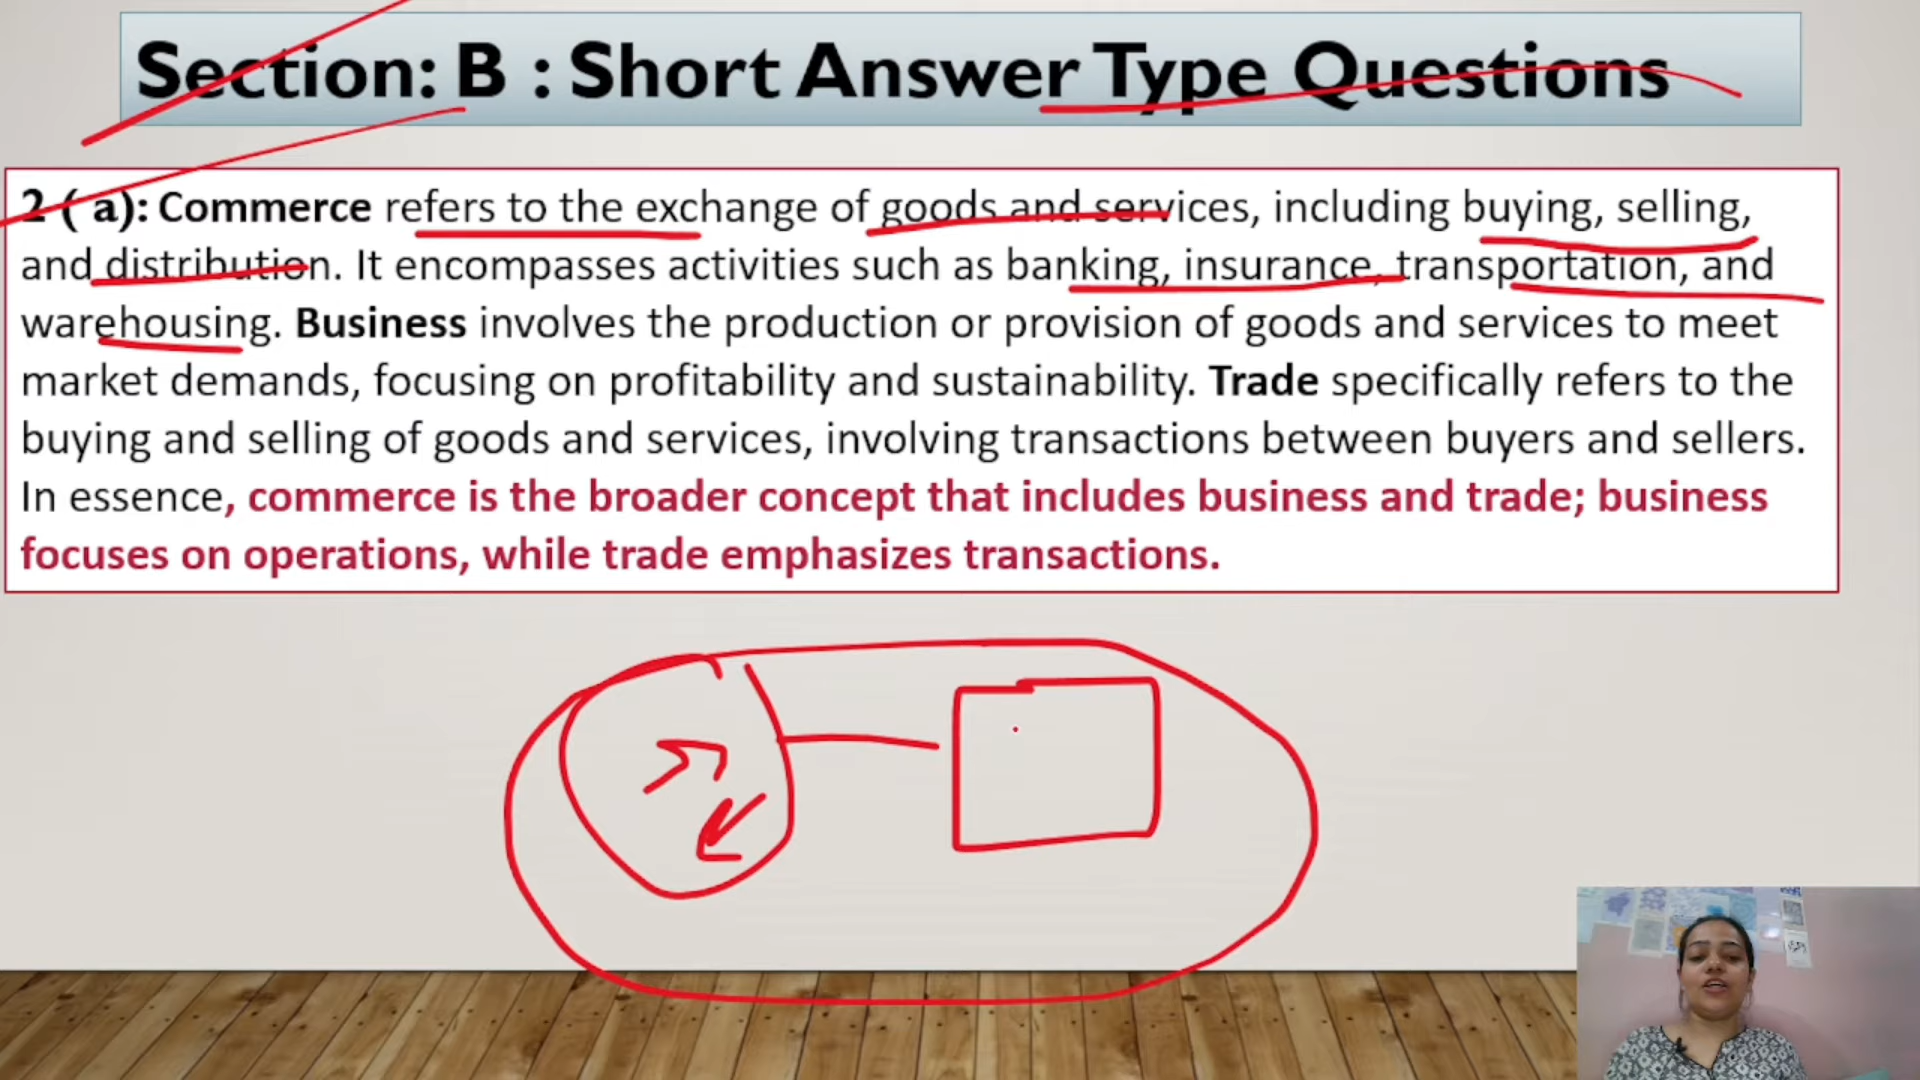 Section: B : Short Answer Type Questions
2 ( a): Commerce refers to the exchange of goods and services, including buying, selling,
and distribution. It encompasses activities such as banking, insurance, transportation, and
warehousing. Business involves the production or provision of goods and services to meet
market demands, focusing on profitability and sustainability. Trade specifically refers to the
buying and selling of goods and services, involving transactions between buyers and sellers.
In essence, commerce is the broader concept that includes business and trade; business
focuses on operations, while trade emphasizes transactions.